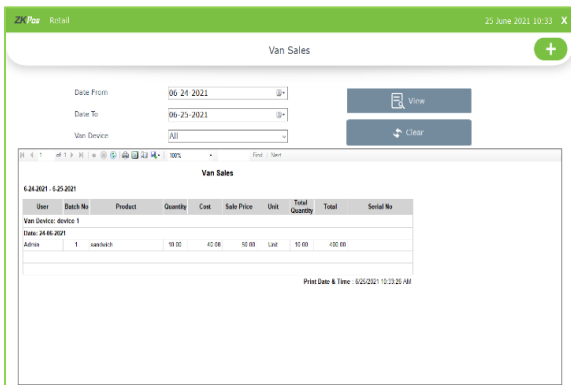 ZKPos Retail 25 June 2021 10:33 X
Van Sales
+
Date From 06-24-2021
View
Date To 06-25-2021
Van Device All
Clear
1 of 1 100% Find | Next
Van Sales
6-24-2021 - 6-25-2021
User Batch No Product Quantity Cost Sale Price Unit Total Quantity Total Serial No
Van Device: device 1
Date: 24-06-2021
Admin 1 sandwich 10.00 40.00 50.00 Unit 10.00 400.00
Print Date & Time : 6/25/2021 10:33:26 AM